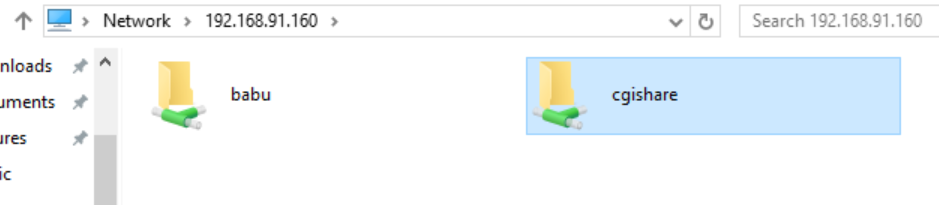 Network > 192.168.91.160 >
Search 192.168.91.160
nloads
babu
cgishare
uments
ures
ic